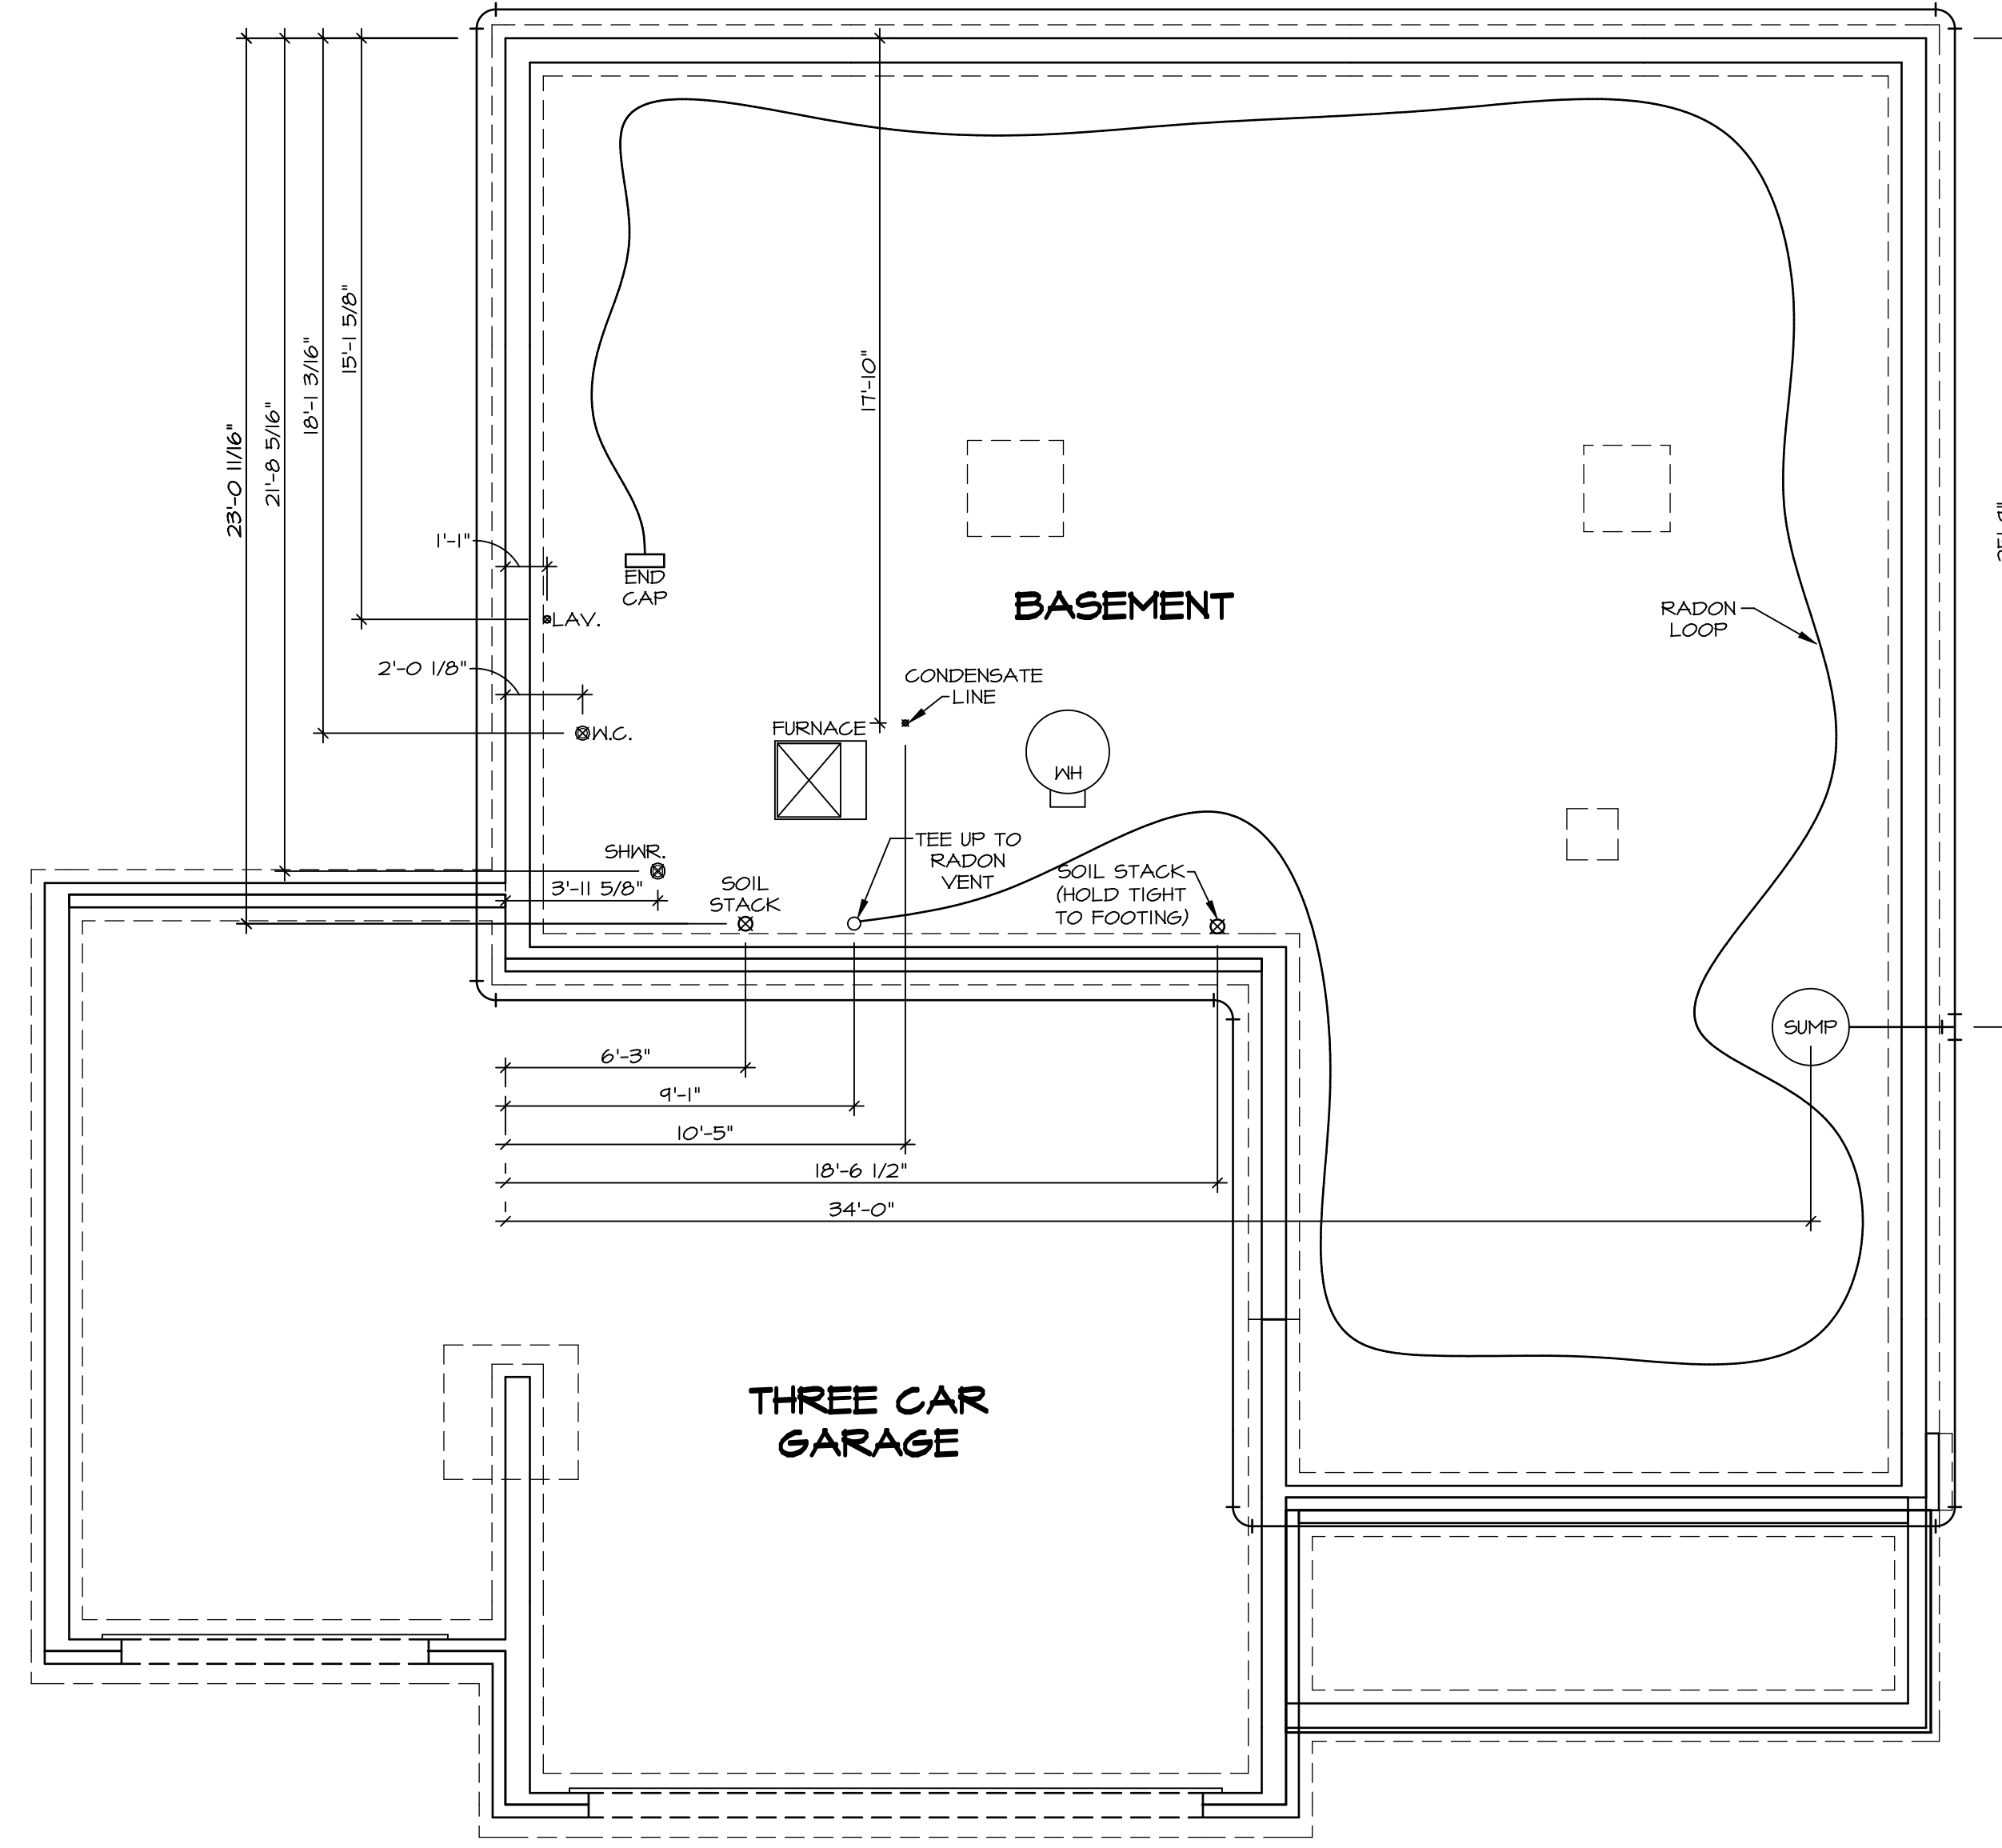 23'-0 11/16"
21'-8 5/16"
18'-1 3/16"
15'-1 5/8"
17'-10"
1'-1"
END
CAP
LAV.
BASEMENT
RADON
LOOP
2'-0 1/8"
W.C.
CONDENSATE
LINE
FURNACE
WH
SHWR.
3'-11 5/8"
SOIL
STACK
TEE UP TO
RADON
VENT
SOIL STACK
(HOLD TIGHT
TO FOOTING)
SUMP
6'-3"
9'-1"
10'-5"
18'-6 1/2"
34'-0"
THREE CAR
GARAGE